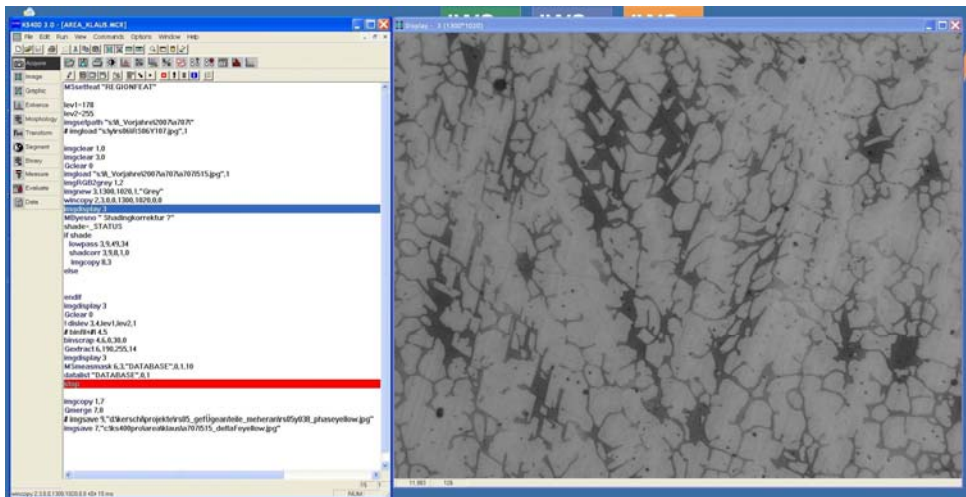 KS400 3.0 - [AREA_KLAUS.MCR]
Display - 3 (1300*1020)
File Edit Run View Commands Options Window Help
Acquire
Image
Graphic
Enhance
Morphology
Transform
Segment
Binary
Measure
Evaluate
Data
MSsetfeat "REGIONFEAT"
lev1=178
lev2=255
imgclear 1,0
imgclear 3,0
Gclear 0
imgRGB2grey 1,2
imgnew 3,1300,1020,1,"Grey"
wincopy 2,3,0,0,1300,1020,0,0
imgdisplay 3
MByesno " Shadingkorrektur ?"
shade=_STATUS
if shade
lowpass 3,9,49,34
shadcorr 3,9,8,1,0
imgcopy 8,3
else
endif
imgdisplay 3
Gclear 0
! dislev 3,4,lev1,lev2,1
binscrap 4,6,0,30,0
Gextract 6,190,255,14
imgdisplay 3
MSmeasmask 6,3,"DATABASE",0,1,10
datalist "DATABASE",0,1
stop
imgcopy 1,7
Gmerge 7,0
NUM